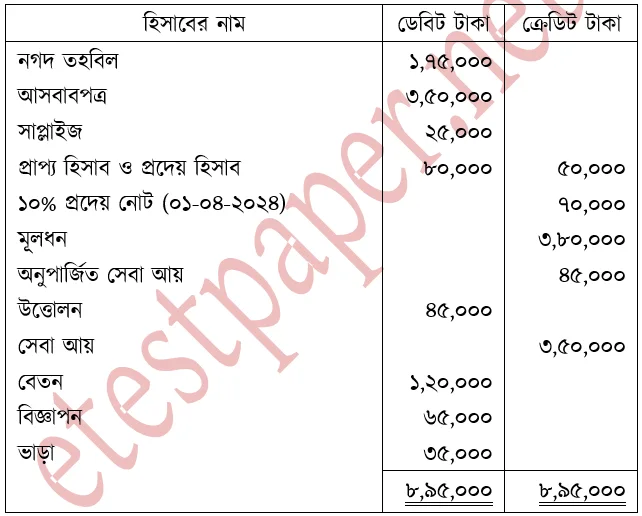 হিসাবের নাম ডেবিট টাকা ক্রেডিট টাকা
নগদ তহবিল ১,৭৫,০০০
আসবাবপত্র ৩,৫০,০০০
সাপ্লাইজ ২৫,০০০
প্রাপ্য হিসাব ও প্রদেয় হিসাব ৮০,০০০ ৫০,০০০
১০% প্রদেয় নোট (০১-০৪-২০২৪) ৭০,০০০
মূলধন ৩,৮০,০০০
অনুপার্জিত সেবা আয় ৪৫,০০০
উত্তোলন ৪৫,০০০
সেবা আয় ৩,৫০,০০০
বেতন ১,২০,০০০
বিজ্ঞাপন ৬৫,০০০
ভাড়া ৩৫,০০০
৮,৯৫,০০০ ৮,৯৫,০০০
etestpaper.net